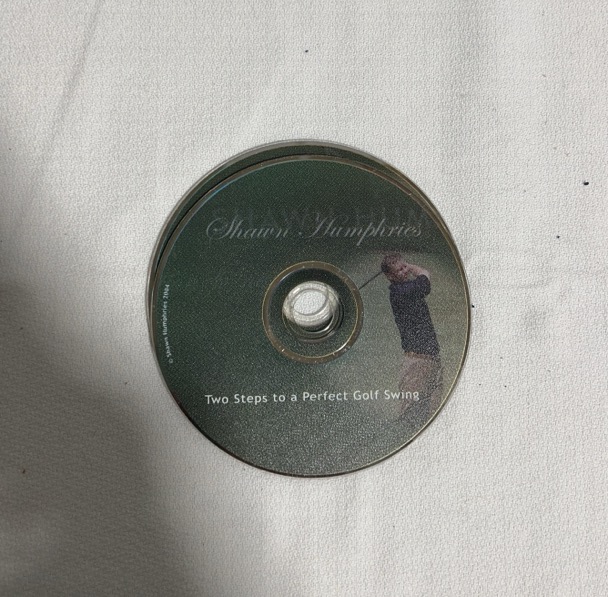 Shawn Humphries
Two Steps to a Perfect Golf Swing
© Shawn Humphries 2004